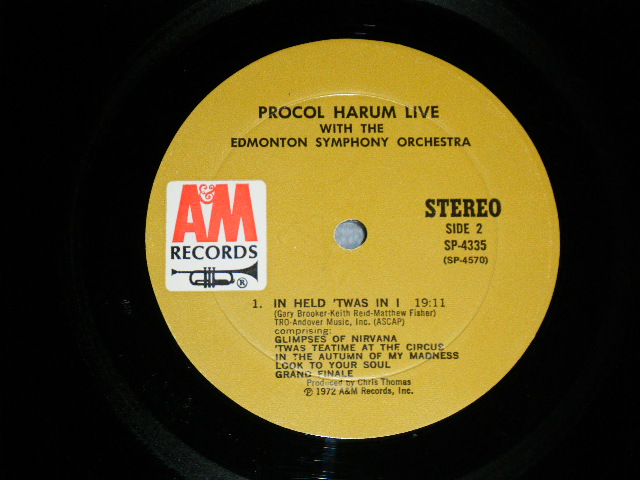 PROCOL HARUM LIVE
WITH THE
EDMONTON SYMPHONY ORCHESTRA
A&M
RECORDS
®
STEREO
SIDE 2
SP-4335
(SP-4570)
1. IN HELD 'TWAS IN I 19:11
(Gary Brooker-Keith Reid-Matthew Fisher)
TRO-Andover Music, Inc. (ASCAP)
comprising:
GLIMPSES OF NIRVANA
'TWAS TEATIME AT THE CIRCUS
IN THE AUTUMN OF MY MADNESS
LOOK TO YOUR SOUL
GRAND FINALE
Produced by Chris Thomas
℗ 1972 A&M Records, Inc.